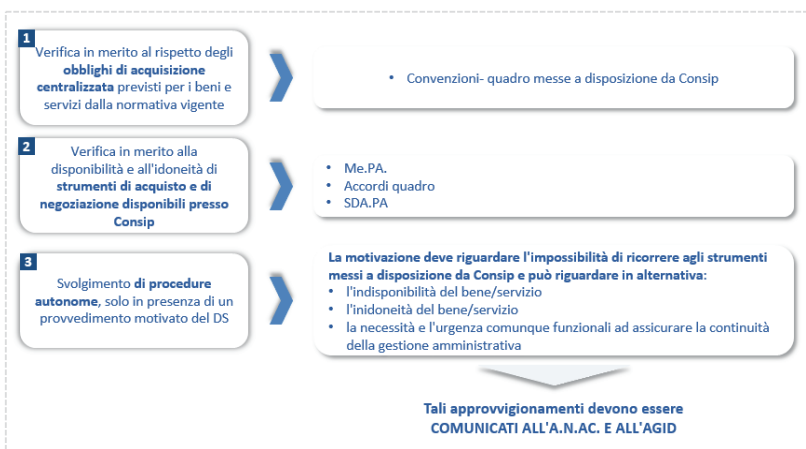 1
Verifica in merito al rispetto degli
obblighi di acquisizione
centralizzata previsti per i beni e
servizi dalla normativa vigente
• Convenzioni- quadro messe a disposizione da Consip
2
Verifica in merito alla
disponibilità e all'idoneità di
strumenti di acquisto e di
negoziazione disponibili presso
Consip
• Me.PA.
• Accordi quadro
• SDA.PA
3
Svolgimento di procedure
autonome, solo in presenza di un
provvedimento motivato del DS
La motivazione deve riguardare l'impossibilità di ricorrere agli strumenti
messi a disposizione da Consip e può riguardare in alternativa:
• l'indisponibilità del bene/servizio
• l'inidoneità del bene/servizio
• la necessità e l'urgenza comunque funzionali ad assicurare la continuità
della gestione amministrativa
Tali approvvigionamenti devono essere
COMUNICATI ALL'A.N.AC. E ALL'AGID